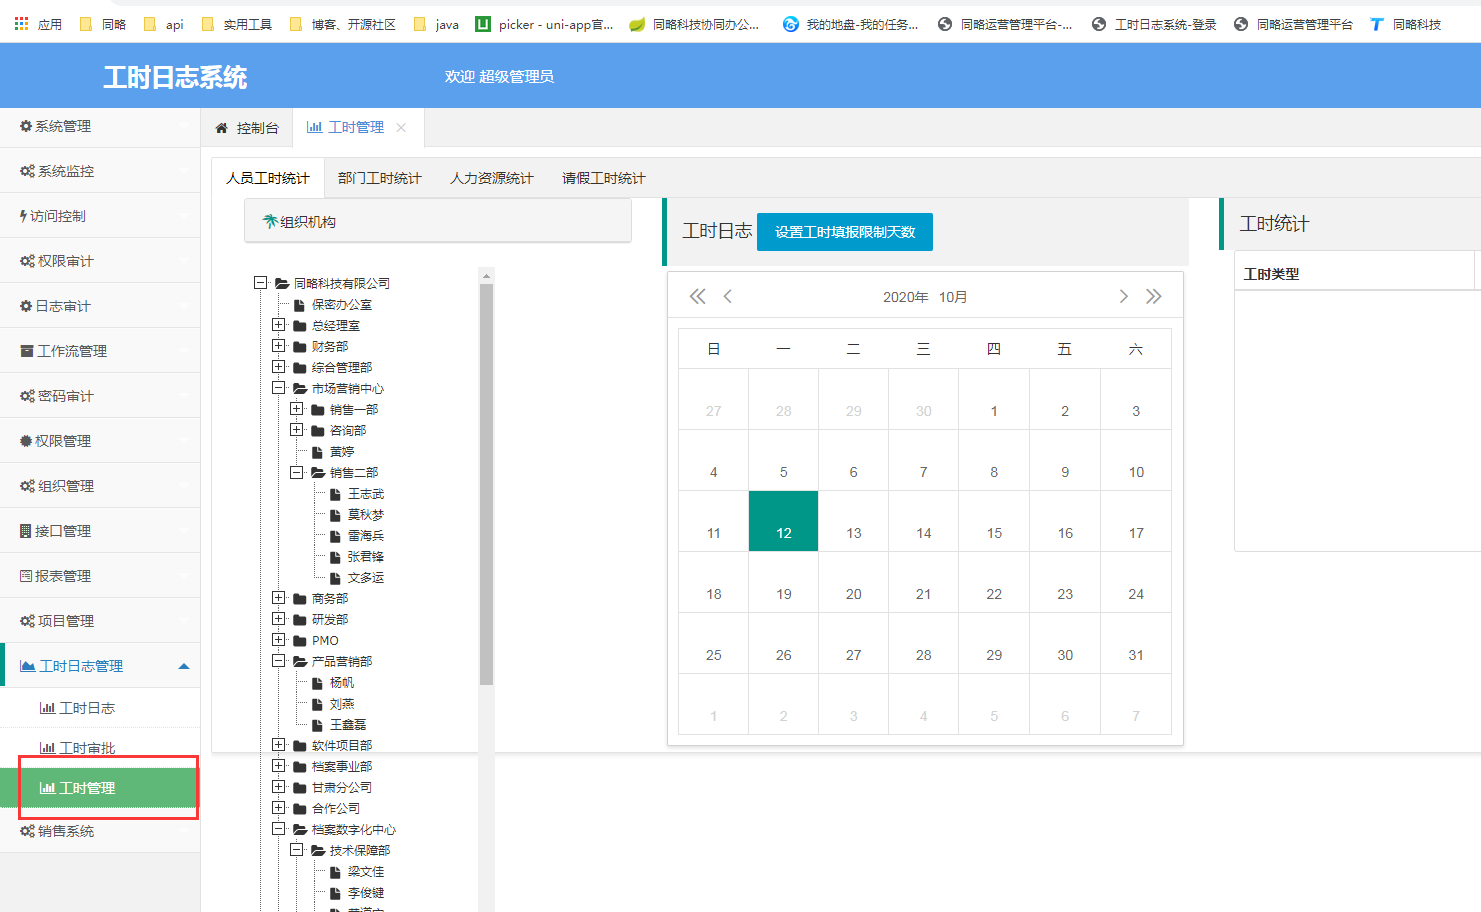 应用 同略 api 实用工具 博客、开源社区 java picker - uni-app官... 同略科技协同办公... 我的地盘-我的任务... 同略运营管理平台-... 工时日志系统-登录 同略运营管理平台 同略科技
工时日志系统 欢迎 超级管理员
系统管理
系统监控
访问控制
权限审计
日志审计
工作流管理
密码审计
权限管理
组织管理
接口管理
报表管理
项目管理
工时日志管理
工时日志
工时审批
工时管理
销售系统
控制台 工时管理
人员工时统计 部门工时统计 人力资源统计 请假工时统计
组织机构
同略科技有限公司
保密办公室
总经理室
财务部
综合管理部
市场营销中心
销售一部
咨询部
黄婷
销售二部
王志武
莫秋梦
雷海兵
张君锋
文多运
商务部
研发部
PMO
产品营销部
杨帆
刘燕
王鑫磊
软件项目部
档案事业部
甘肃分公司
合作公司
档案数字化中心
技术保障部
梁文佳
李俊键
工时日志 设置工时填报限制天数
2020年 10月
日 一 二 三 四 五 六
27 28 29 30 1 2 3
4 5 6 7 8 9 10
11 12 13 14 15 16 17
18 19 20 21 22 23 24
25 26 27 28 29 30 31
1 2 3 4 5 6 7
工时统计
工时类型